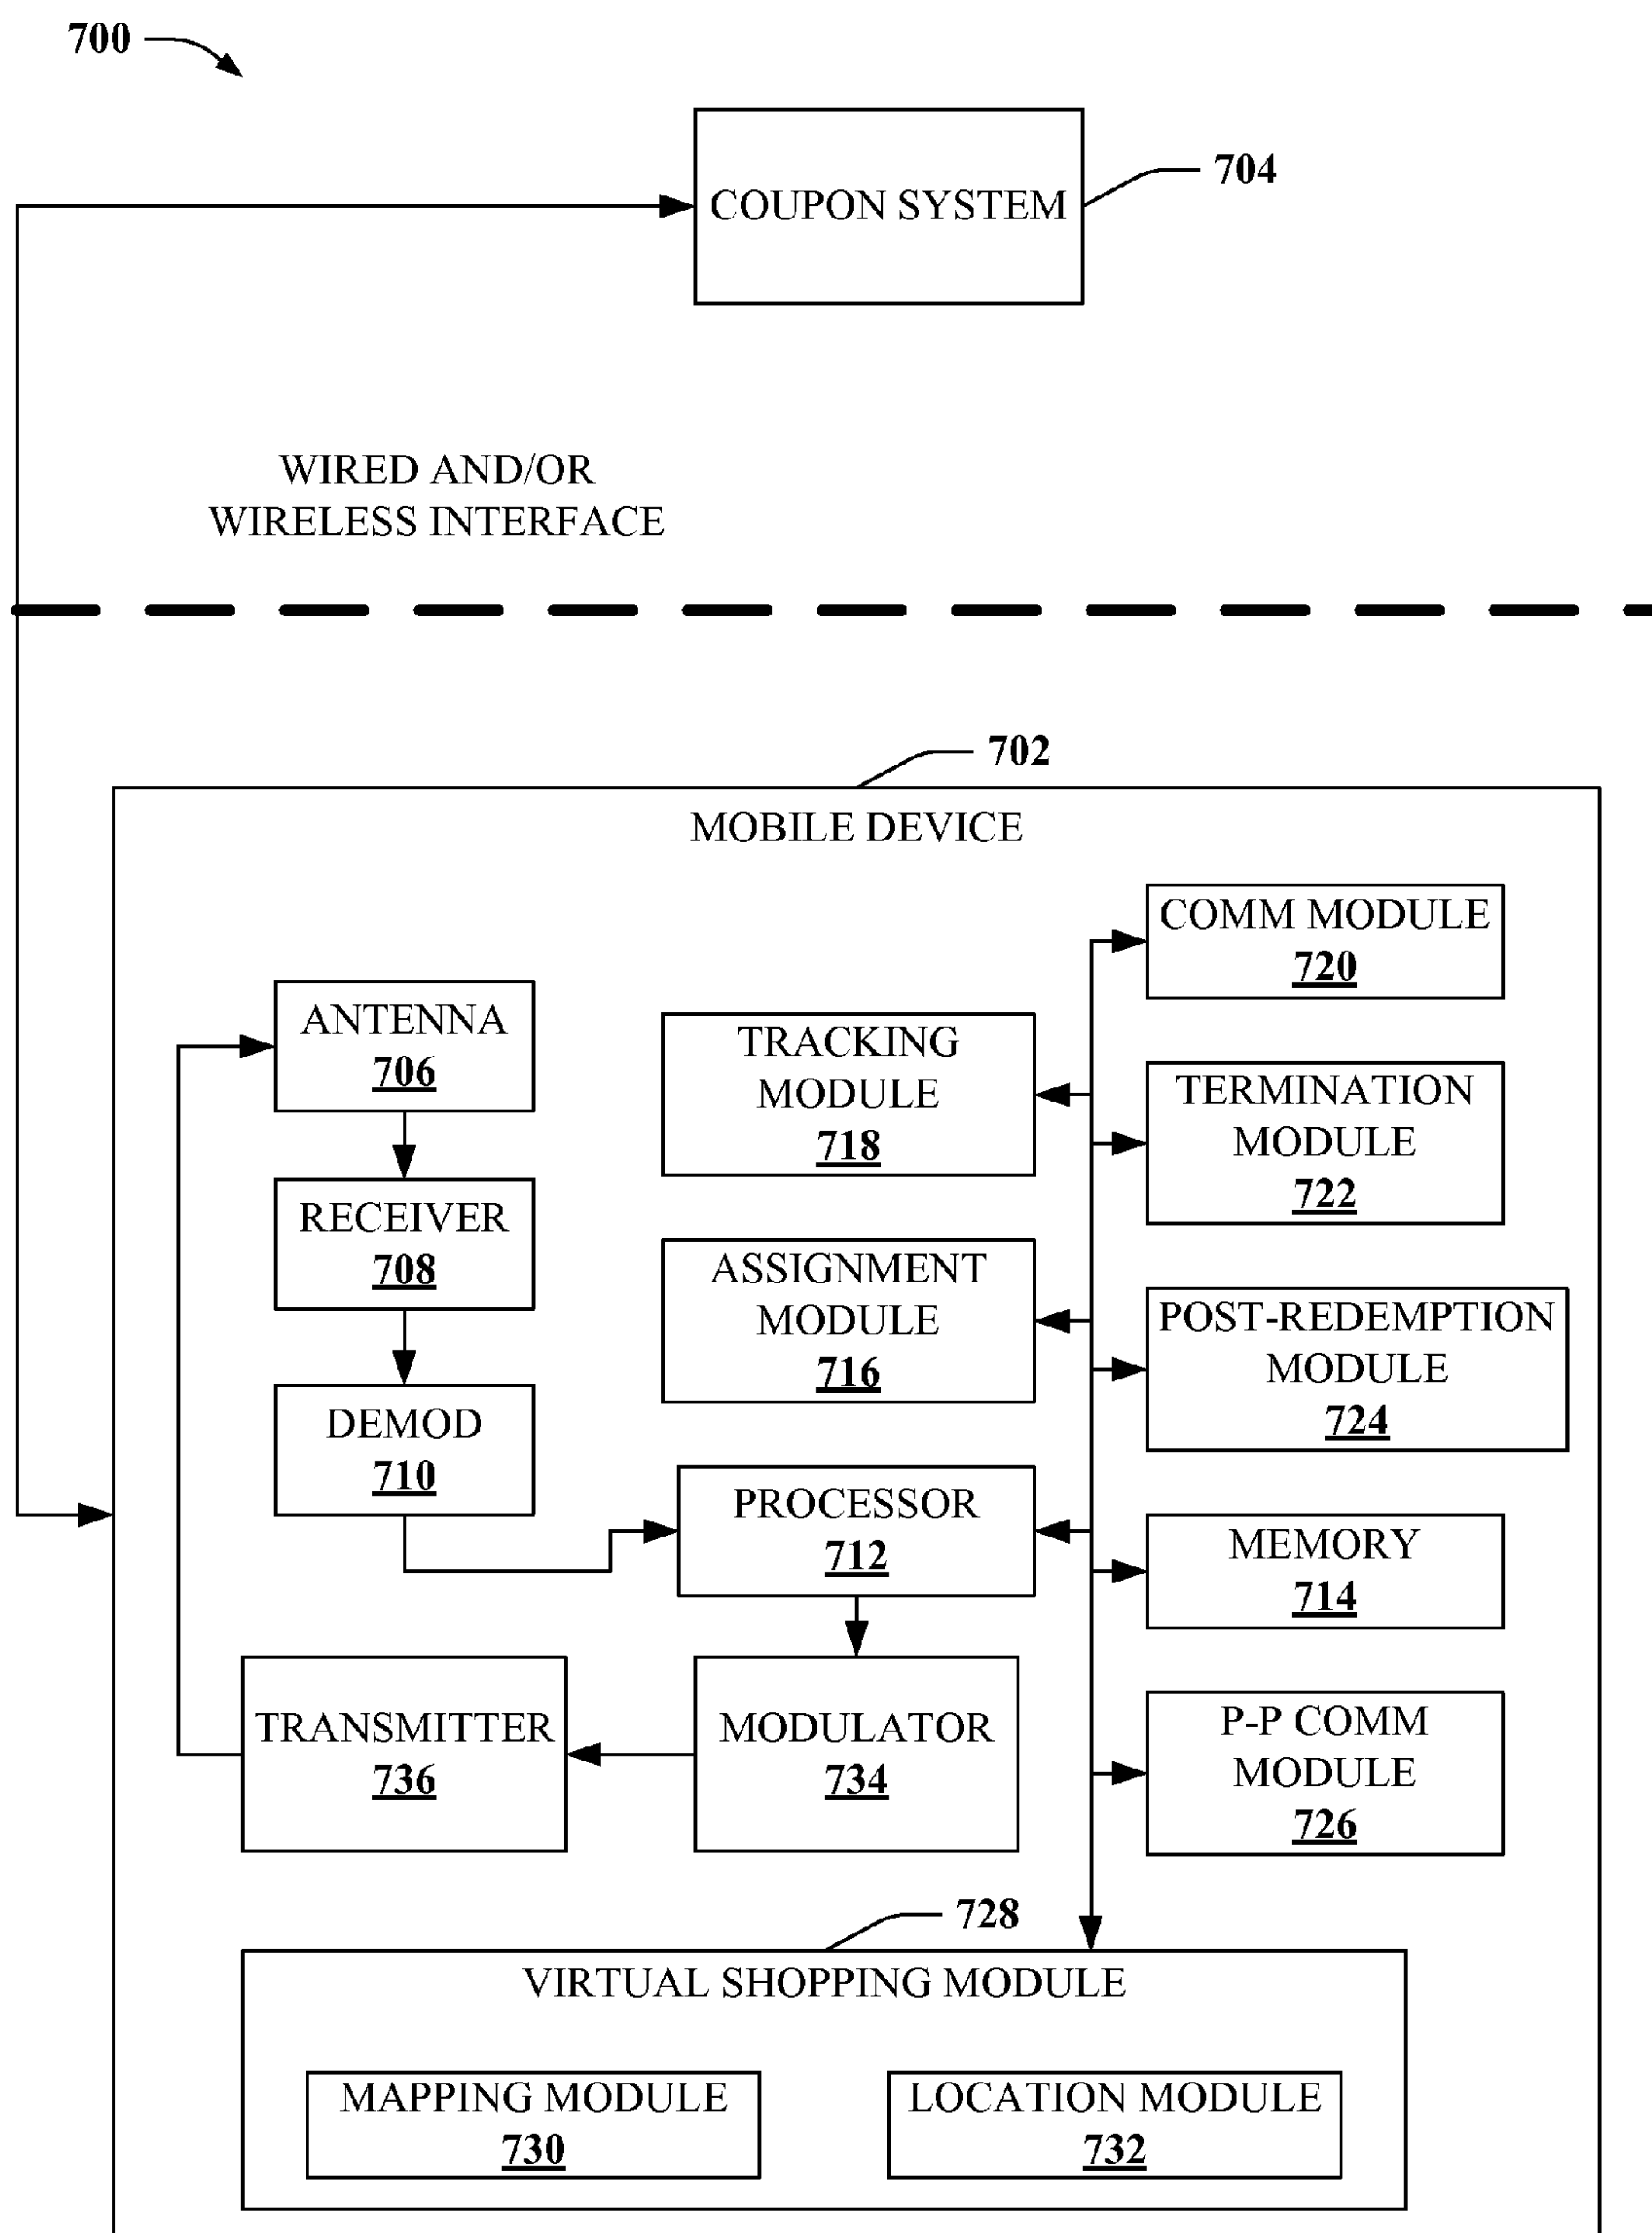 700
COUPON SYSTEM
704
WIRED AND/OR
WIRELESS INTERFACE
702
MOBILE DEVICE
COMM MODULE
720
ANTENNA
706
TRACKING
MODULE
718
TERMINATION
MODULE
722
RECEIVER
708
ASSIGNMENT
MODULE
716
POST-REDEMPTION
MODULE
724
DEMOD
710
PROCESSOR
712
MEMORY
714
TRANSMITTER
736
MODULATOR
734
P-P COMM
MODULE
726
728
VIRTUAL SHOPPING MODULE
MAPPING MODULE
730
LOCATION MODULE
732